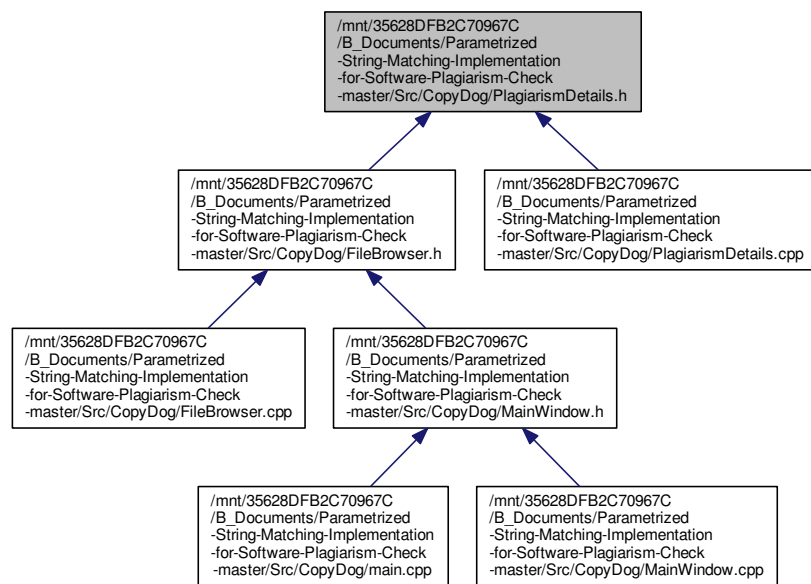 /mnt/35628DFB2C70967C
/B_Documents/Parametrized
-String-Matching-Implementation
-for-Software-Plagiarism-Check
-master/Src/CopyDog/PlagiarismDetails.h
/mnt/35628DFB2C70967C
/B_Documents/Parametrized
-String-Matching-Implementation
-for-Software-Plagiarism-Check
-master/Src/CopyDog/FileBrowser.h
/mnt/35628DFB2C70967C
/B_Documents/Parametrized
-String-Matching-Implementation
-for-Software-Plagiarism-Check
-master/Src/CopyDog/PlagiarismDetails.cpp
/mnt/35628DFB2C70967C
/B_Documents/Parametrized
-String-Matching-Implementation
-for-Software-Plagiarism-Check
-master/Src/CopyDog/FileBrowser.cpp
/mnt/35628DFB2C70967C
/B_Documents/Parametrized
-String-Matching-Implementation
-for-Software-Plagiarism-Check
-master/Src/CopyDog/MainWindow.h
/mnt/35628DFB2C70967C
/B_Documents/Parametrized
-String-Matching-Implementation
-for-Software-Plagiarism-Check
-master/Src/CopyDog/main.cpp
/mnt/35628DFB2C70967C
/B_Documents/Parametrized
-String-Matching-Implementation
-for-Software-Plagiarism-Check
-master/Src/CopyDog/MainWindow.cpp